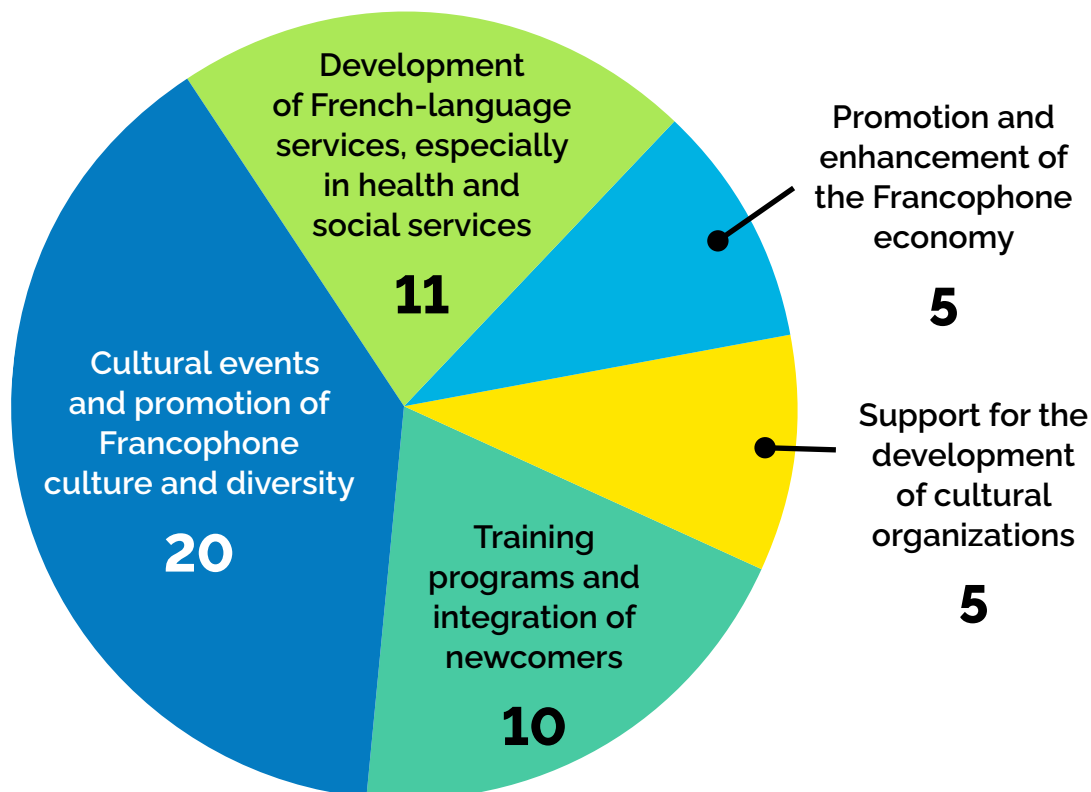 Development
of French-language
services, especially
in health and
social services
11
Promotion and
enhancement of
the Francophone
economy
5
Cultural events
and promotion of
Francophone
culture and diversity
20
Support for the
development
of cultural
organizations
5
Training
programs and
integration of
newcomers
10